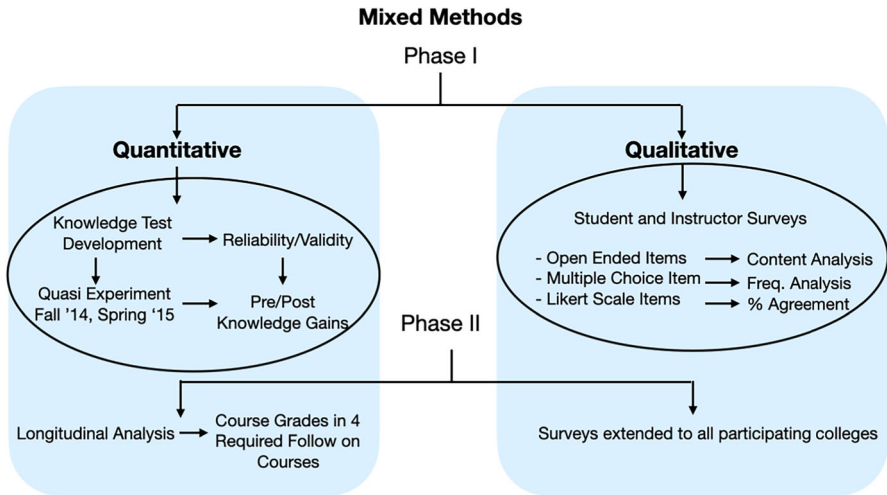 Mixed Methods
Phase I
Quantitative
Knowledge Test
Development
Reliability/Validity
Quasi Experiment
Fall '14, Spring ‘15
Pre/Post
Knowledge Gains
Qualitative
Student and Instructor Surveys
- Open Ended Items
Content Analysis
- Multiple Choice Item
Freq. Analysis
- Likert Scale Items
% Agreement
Phase II
Longitudinal Analysis
Course Grades in 4
Required Follow on
Courses
Surveys extended to all participating colleges